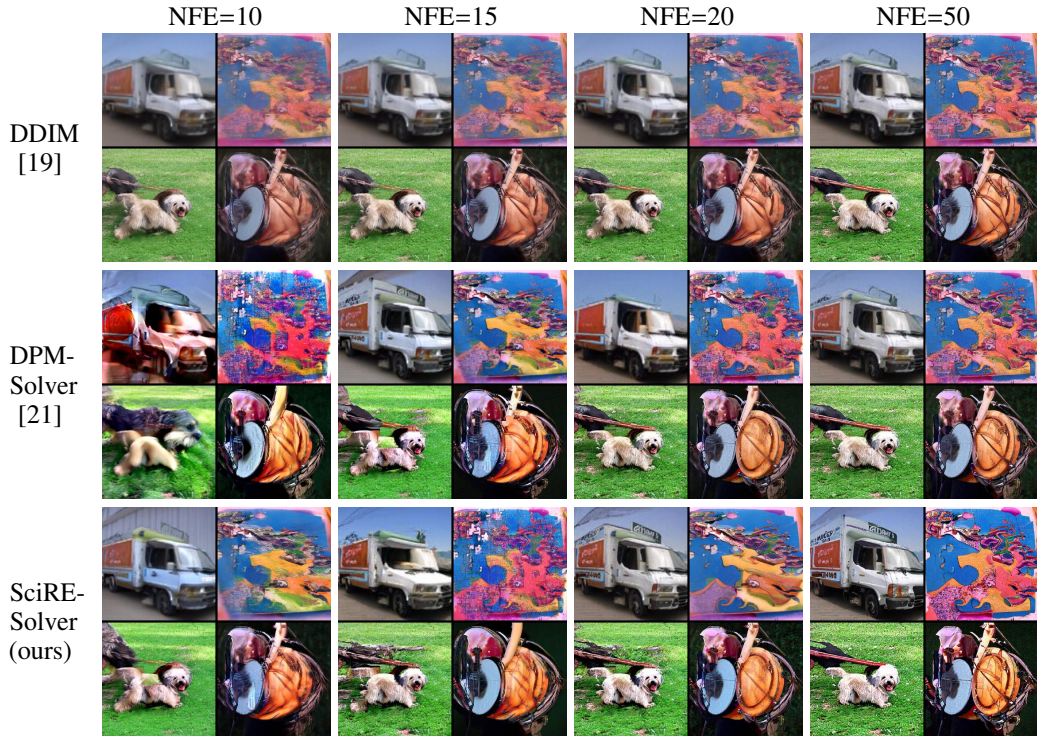 NFE=10 NFE=15 NFE=20 NFE=50
DDIM
[19]
DPM-
Solver
[21]
SciRE-
Solver
(ours)